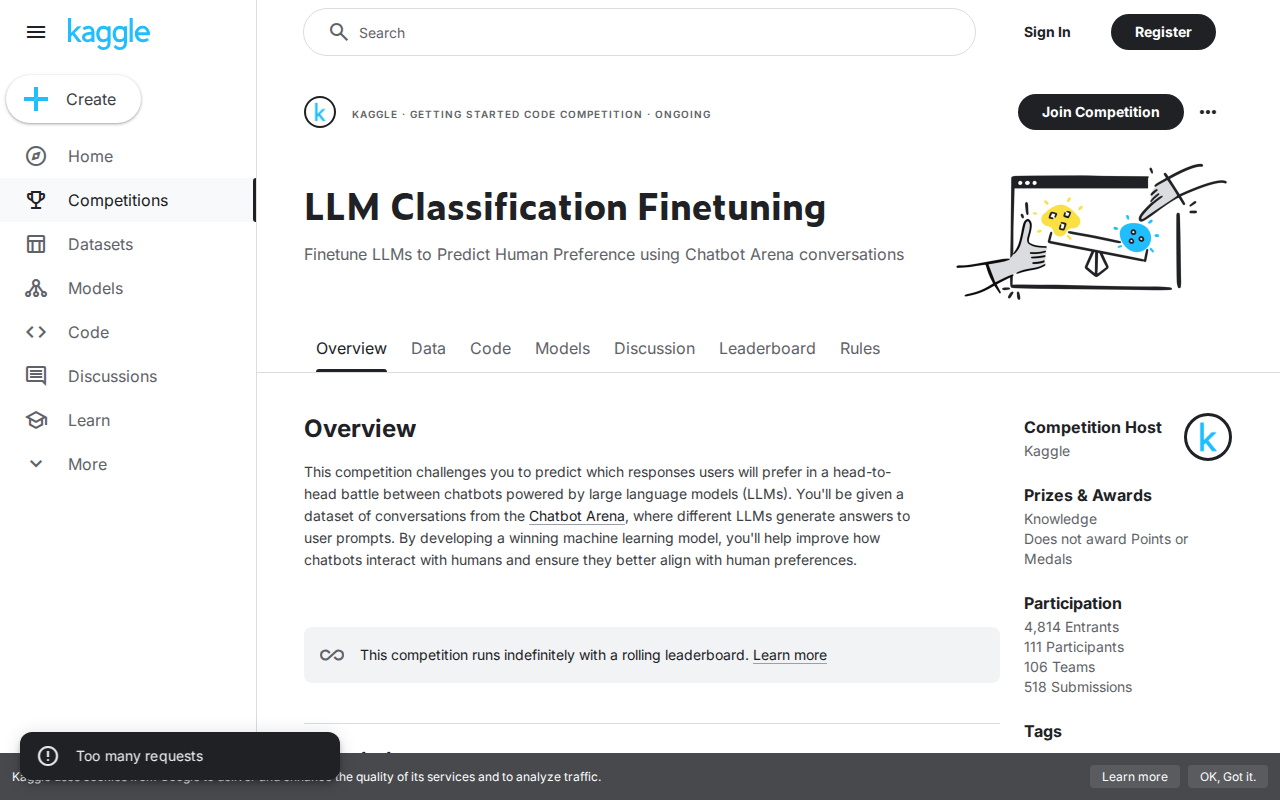 kaggle
Search
Sign In
Register
Create
Home
Competitions
Datasets
Models
Code
Discussions
Learn
More
k
KAGGLE · GETTING STARTED CODE COMPETITION · ONGOING
Join Competition
LLM Classification Finetuning
Finetune LLMs to Predict Human Preference using Chatbot Arena conversations
Overview
Data
Code
Models
Discussion
Leaderboard
Rules
Overview
This competition challenges you to predict which responses users will prefer in a head-to-
head battle between chatbots powered by large language models (LLMs). You'll be given a
dataset of conversations from the Chatbot Arena, where different LLMs generate answers to
user prompts. By developing a winning machine learning model, you'll help improve how
chatbots interact with humans and ensure they better align with human preferences.
This competition runs indefinitely with a rolling leaderboard. Learn more
Competition Host
Kaggle
k
Prizes & Awards
Knowledge
Does not award Points or
Medals
Participation
4,814 Entrants
111 Participants
106 Teams
518 Submissions
Tags
Too many requests
the quality of its services and to analyze traffic.
Learn more
OK, Got it.